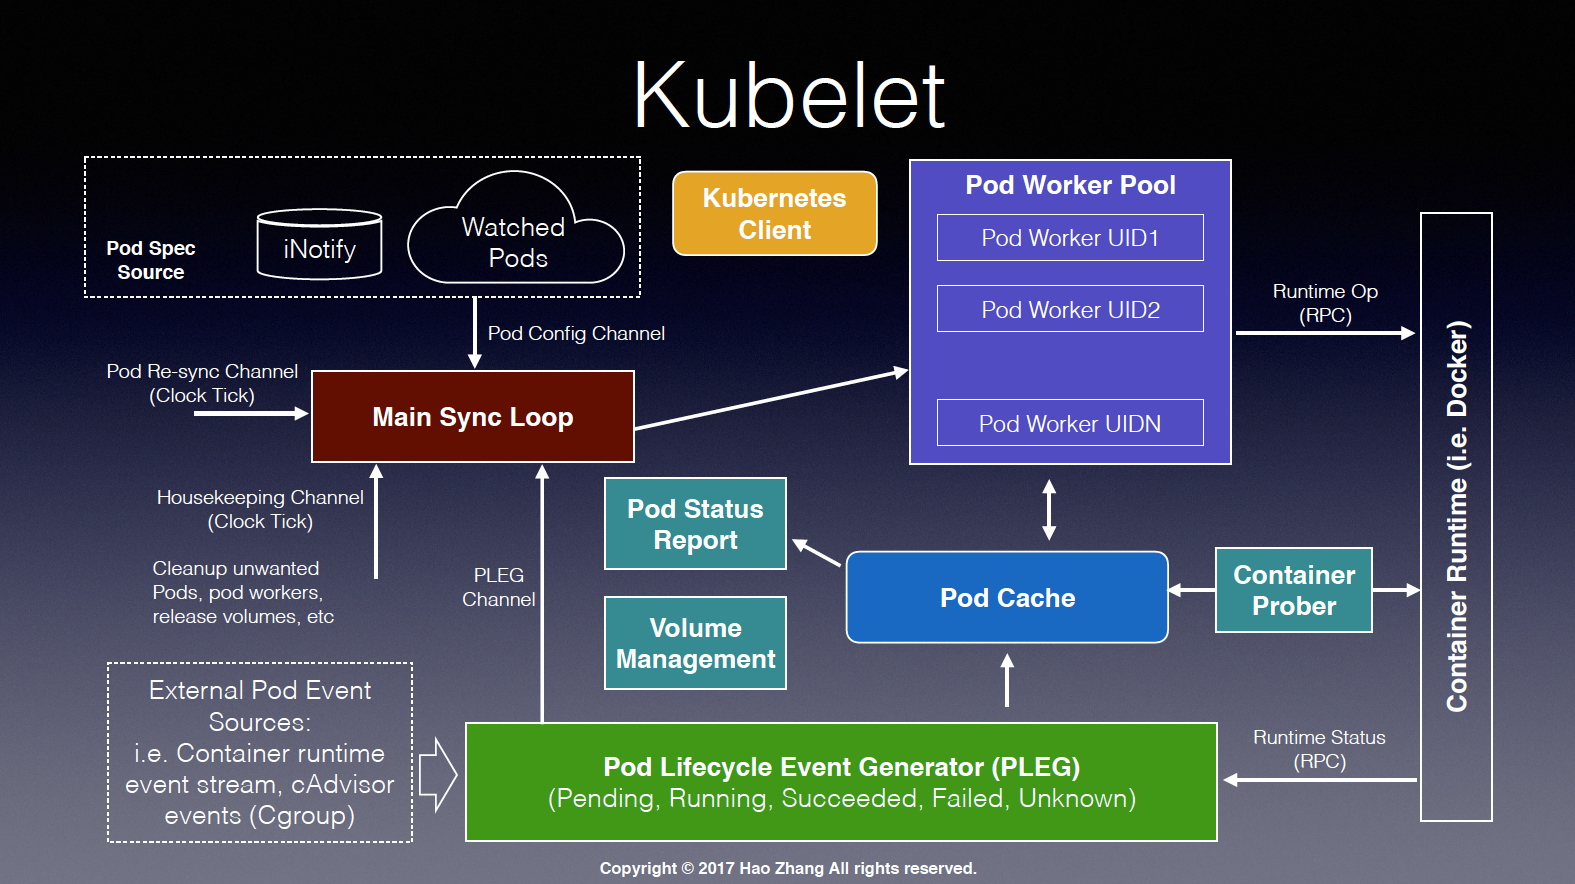 Kubelet
Pod Spec
Source
iNotify
Watched
Pods
Kubernetes
Client
Pod Worker Pool
Pod Worker UID1
Pod Worker UID2
Pod Worker UIDN
Runtime Op
(RPC)
Container Runtime (i.e. Docker)
Pod Config Channel
Pod Re-sync Channel
(Clock Tick)
Main Sync Loop
Housekeeping Channel
(Clock Tick)
Cleanup unwanted
Pods, pod workers,
release volumes, etc
PLEG
Channel
Pod Status
Report
Volume
Management
Pod Cache
Container
Prober
External Pod Event
Sources:
i.e. Container runtime
event stream, cAdvisor
events (Cgroup)
Pod Lifecycle Event Generator (PLEG)
(Pending, Running, Succeeded, Failed, Unknown)
Runtime Status
(RPC)
Copyright © 2017 Hao Zhang All rights reserved.